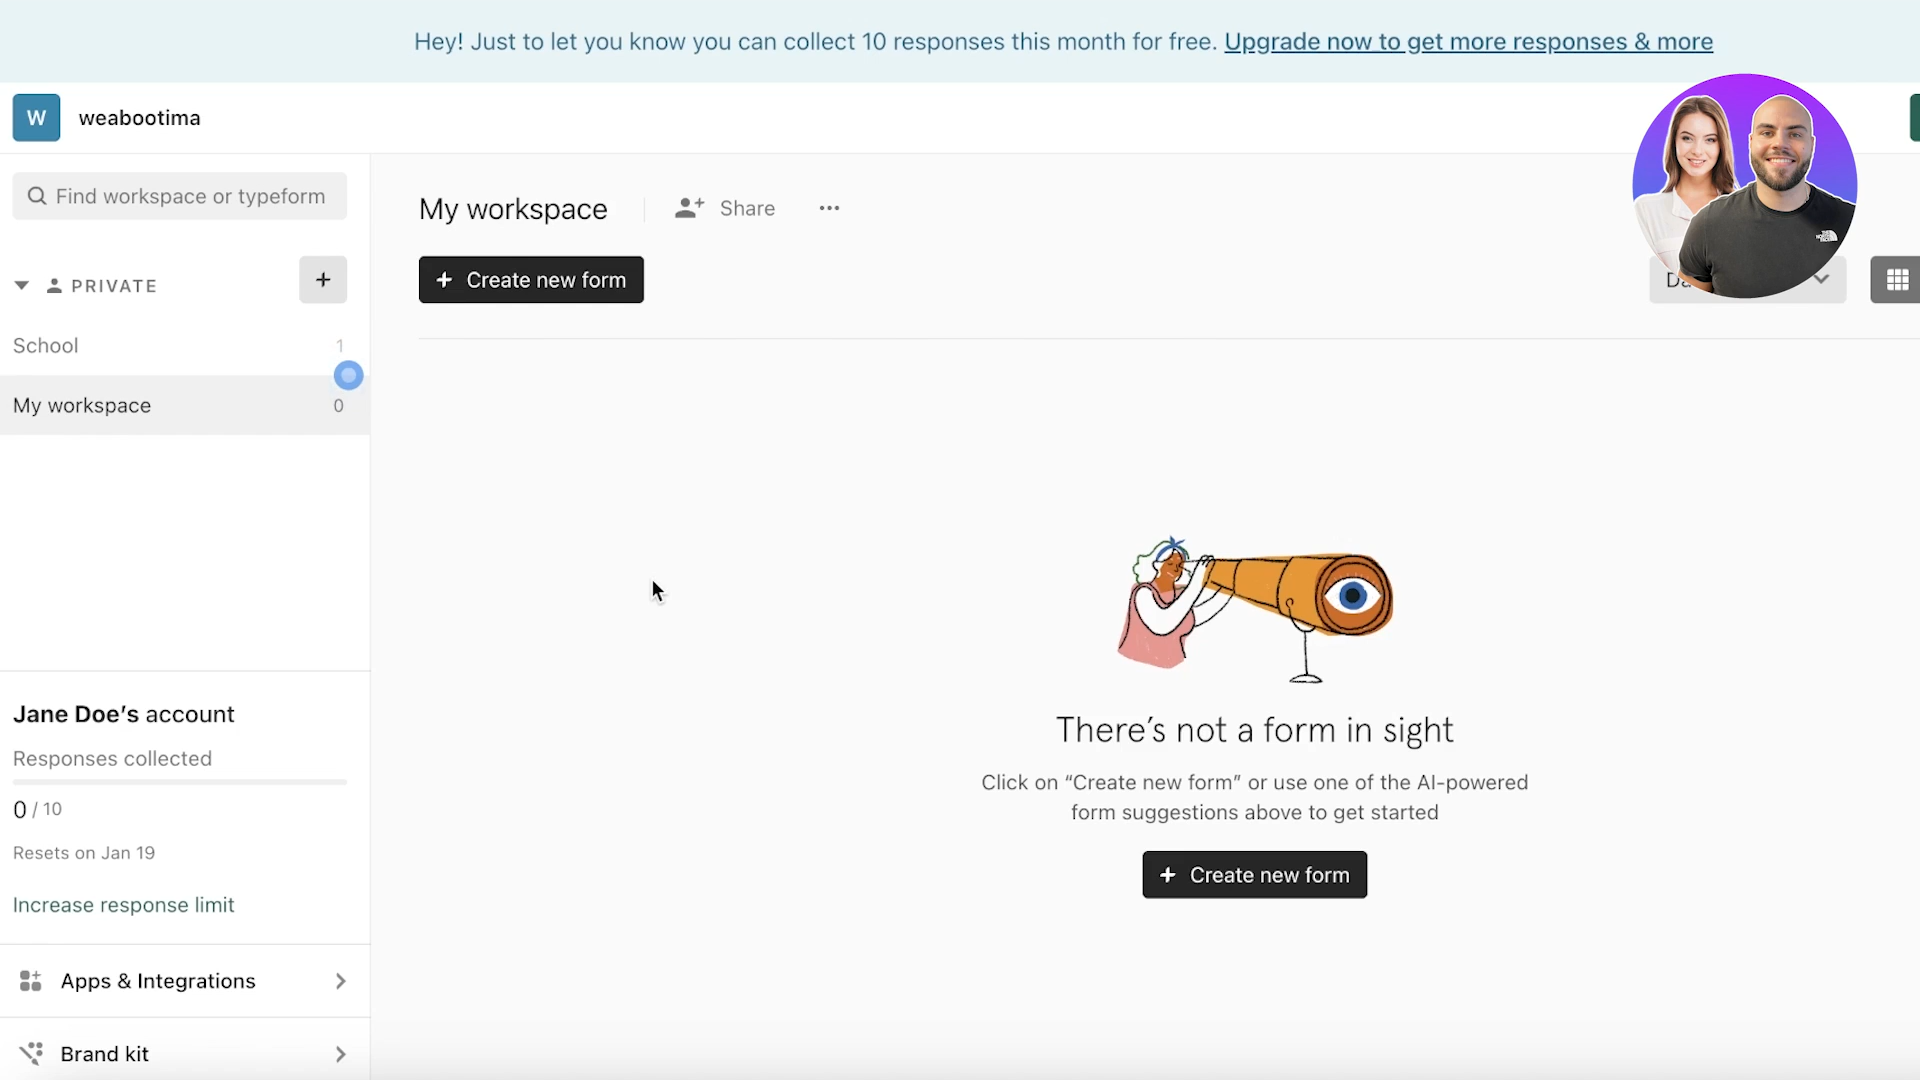 Hey! Just to let you know you can collect 10 responses this month for free. Upgrade now to get more responses & more
W weabootima
Find workspace or typeform
My workspace
Share
PRIVATE
+
+ Create new form
School 1
My workspace 0
There's not a form in sight
Click on “Create new form” or use one of the AI-powered
form suggestions above to get started
+ Create new form
Jane Doe's account
Responses collected
0 / 10
Resets on Jan 19
Increase response limit
Apps & Integrations
Brand kit